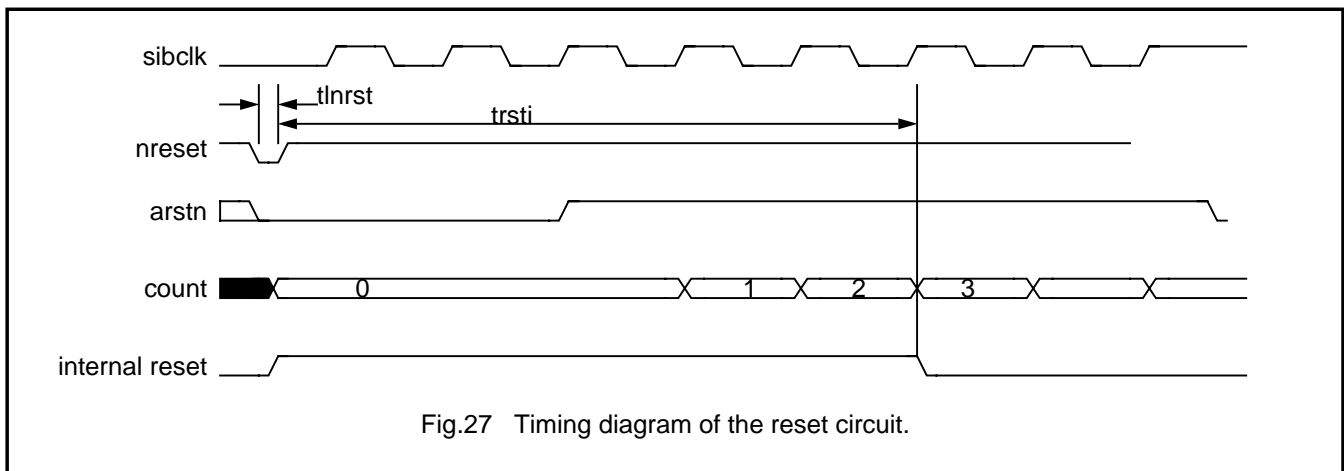 sibclk
tlnrst
trsti
nreset
arstn
count 0 1 2 3
internal reset
Fig.27 Timing diagram of the reset circuit.